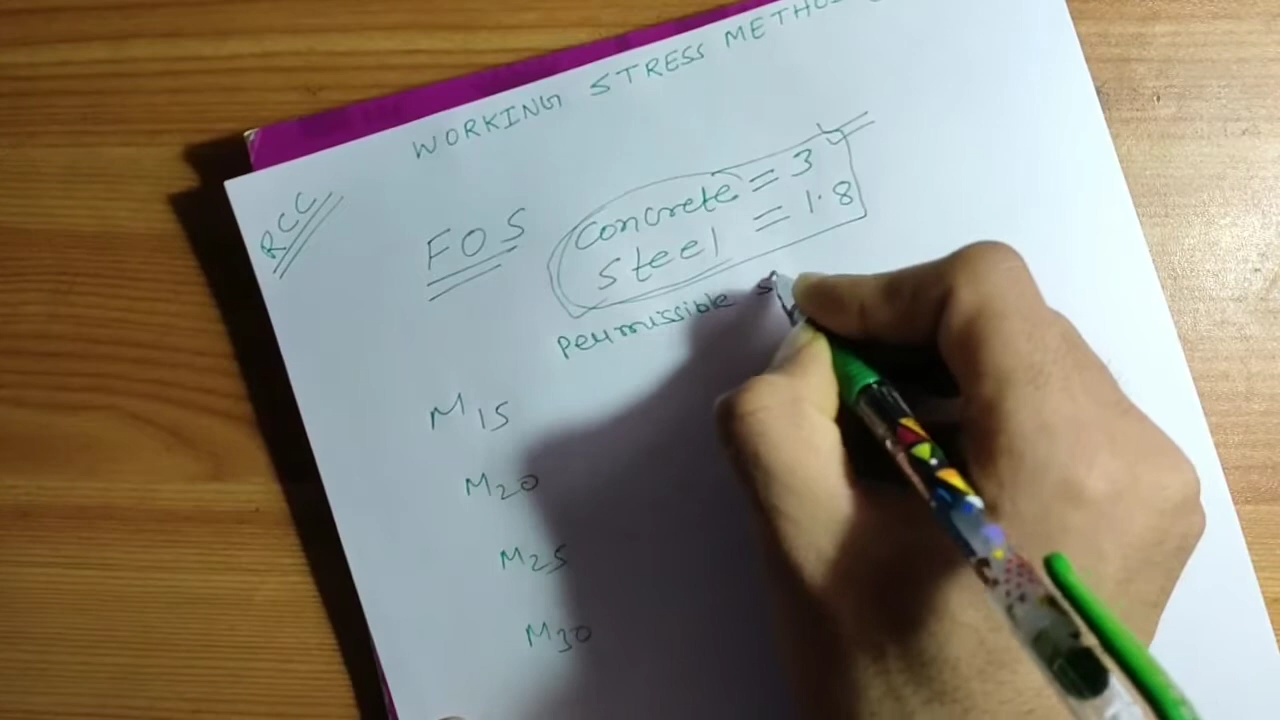 WORKING STRESS METHO
RCC
FOS
concrete = 3
steel = 1.8
permissible s
M15
M20
M25
M30